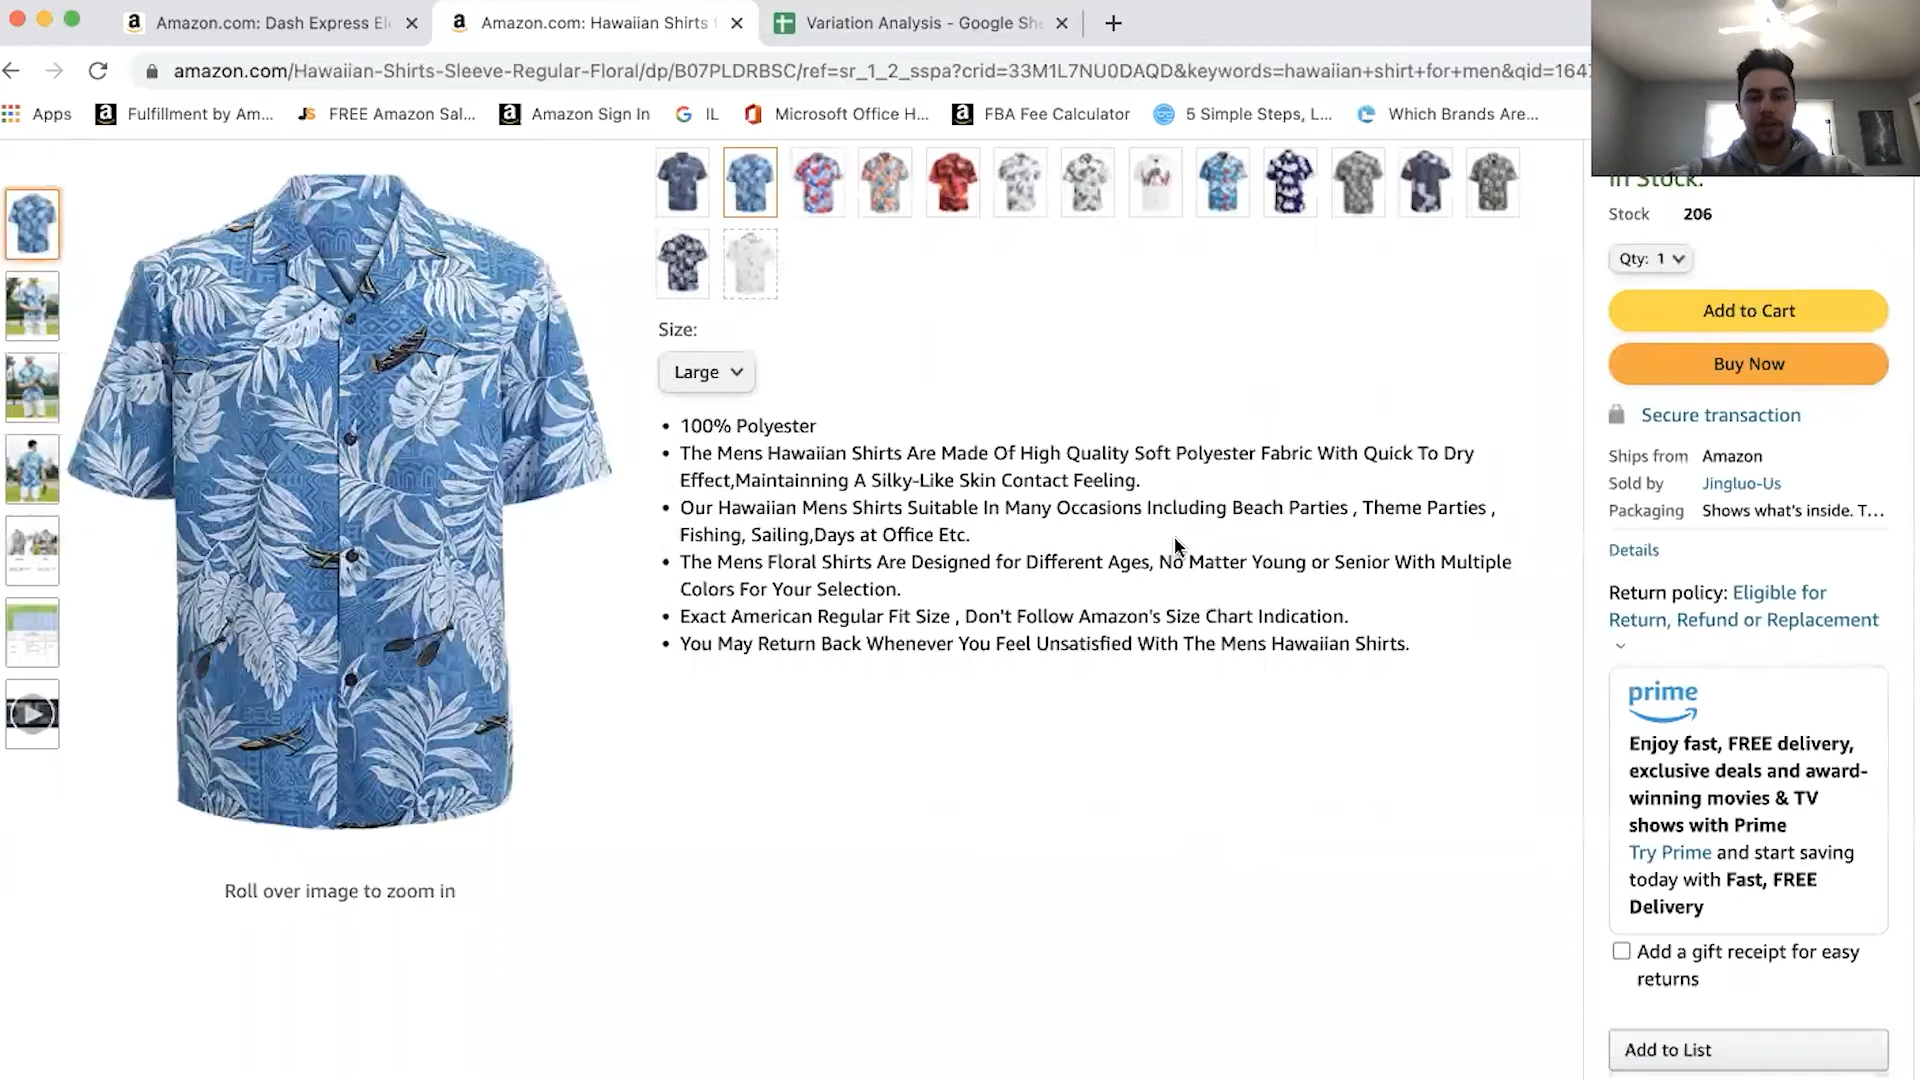 Amazon.com: Dash Express El
Amazon.com: Hawaiian Shirts f
Variation Analysis - Google She
amazon.com/Hawaiian-Shirts-Sleeve-Regular-Floral/dp/B07PLDRBSC/ref=sr_1_2_sspa?crid=33M1L7NU0DAQD&keywords=hawaiian+shirt+for+men&qid=164
Apps
Fulfillment by Am...
JS
FREE Amazon Sal...
Amazon Sign In
IL
Microsoft Office H...
FBA Fee Calculator
5 Simple Steps, L...
Which Brands Are...
In Stock.
Stock 206
Qty: 1
Add to Cart
Buy Now
Secure transaction
Ships from Amazon
Sold by Jingluo-Us
Packaging Shows what's inside. T...
Details
Return policy: Eligible for
Return, Refund or Replacement
prime
Enjoy fast, FREE delivery,
exclusive deals and award-
winning movies & TV
shows with Prime
Try Prime and start saving
today with Fast, FREE
Delivery
Add a gift receipt for easy
returns
Add to List
Size:
Large
• 100% Polyester
• The Mens Hawaiian Shirts Are Made Of High Quality Soft Polyester Fabric With Quick To Dry
Effect,Maintainning A Silky-Like Skin Contact Feeling.
• Our Hawaiian Mens Shirts Suitable In Many Occasions Including Beach Parties , Theme Parties ,
Fishing, Sailing,Days at Office Etc.
• The Mens Floral Shirts Are Designed for Different Ages, No Matter Young or Senior With Multiple
Colors For Your Selection.
• Exact American Regular Fit Size , Don't Follow Amazon's Size Chart Indication.
• You May Return Back Whenever You Feel Unsatisfied With The Mens Hawaiian Shirts.
Roll over image to zoom in